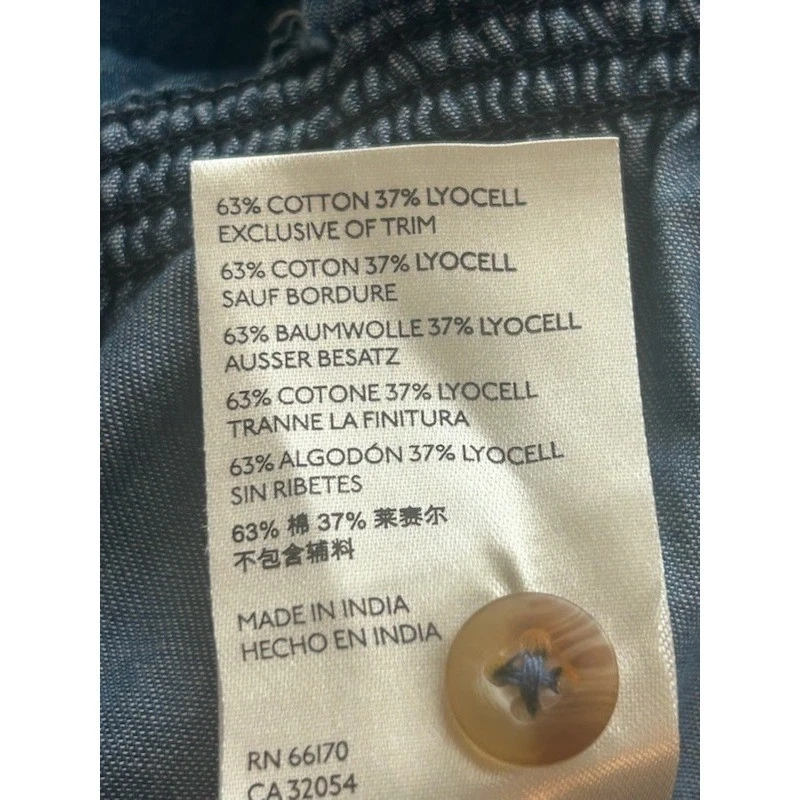 63% COTTON 37% LYOCELL
EXCLUSIVE OF TRIM
63% COTON 37% LYOCELL
SAUF BORDURE
63% BAUMWOLLE 37% LYOCELL
AUSSER BESATZ
63% COTONE 37% LYOCELL
TRANNE LA FINITURA
63% ALGODÓN 37% LYOCELL
SIN RIBETES
63% 棉 37% 莱赛尔
不包含辅料
MADE IN INDIA
HECHO EN INDIA
RN 66170
CA 32054